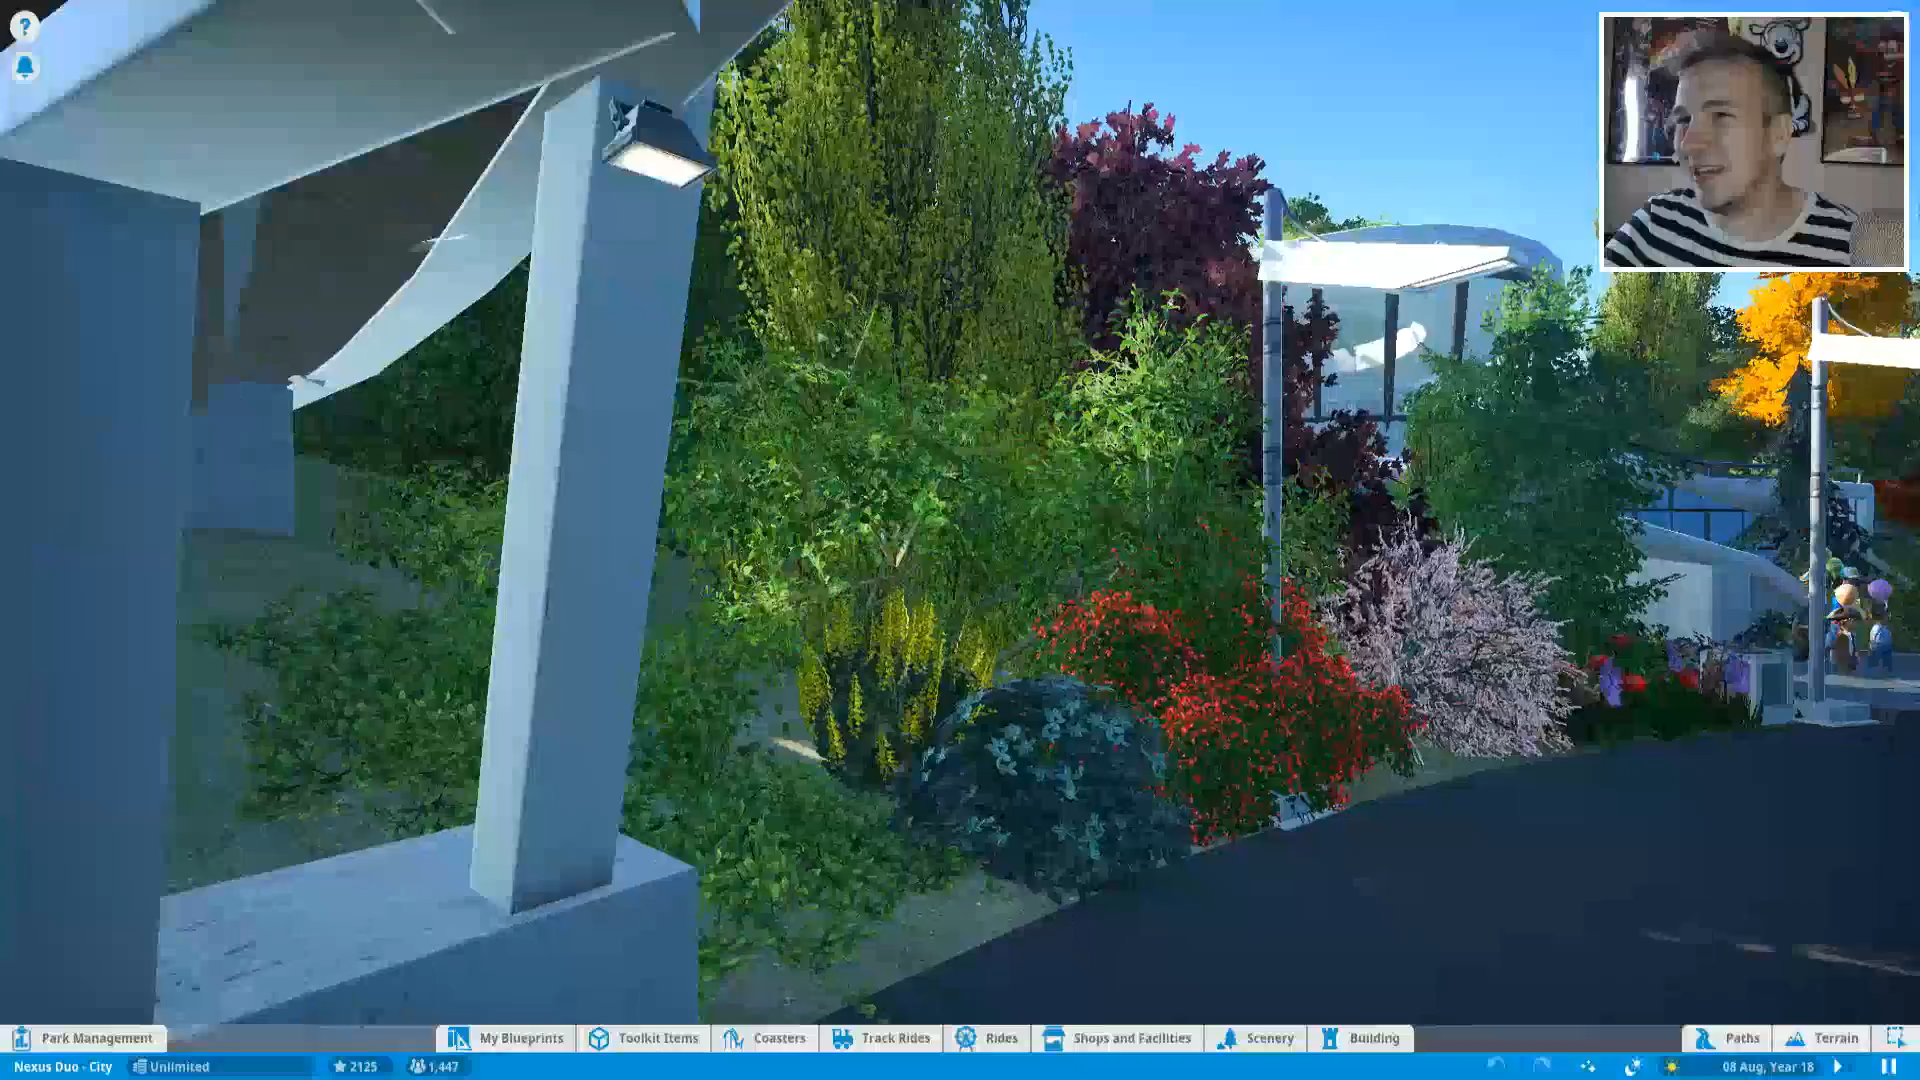 ?
Park Management
My Blueprints
Toolkit Items
Coasters
Track Rides
Rides
Shops and Facilities
Scenery
Building
Paths
Terrain
Nexus Duo - City
Unlimited
2125
1,447
08 Aug, Year 18